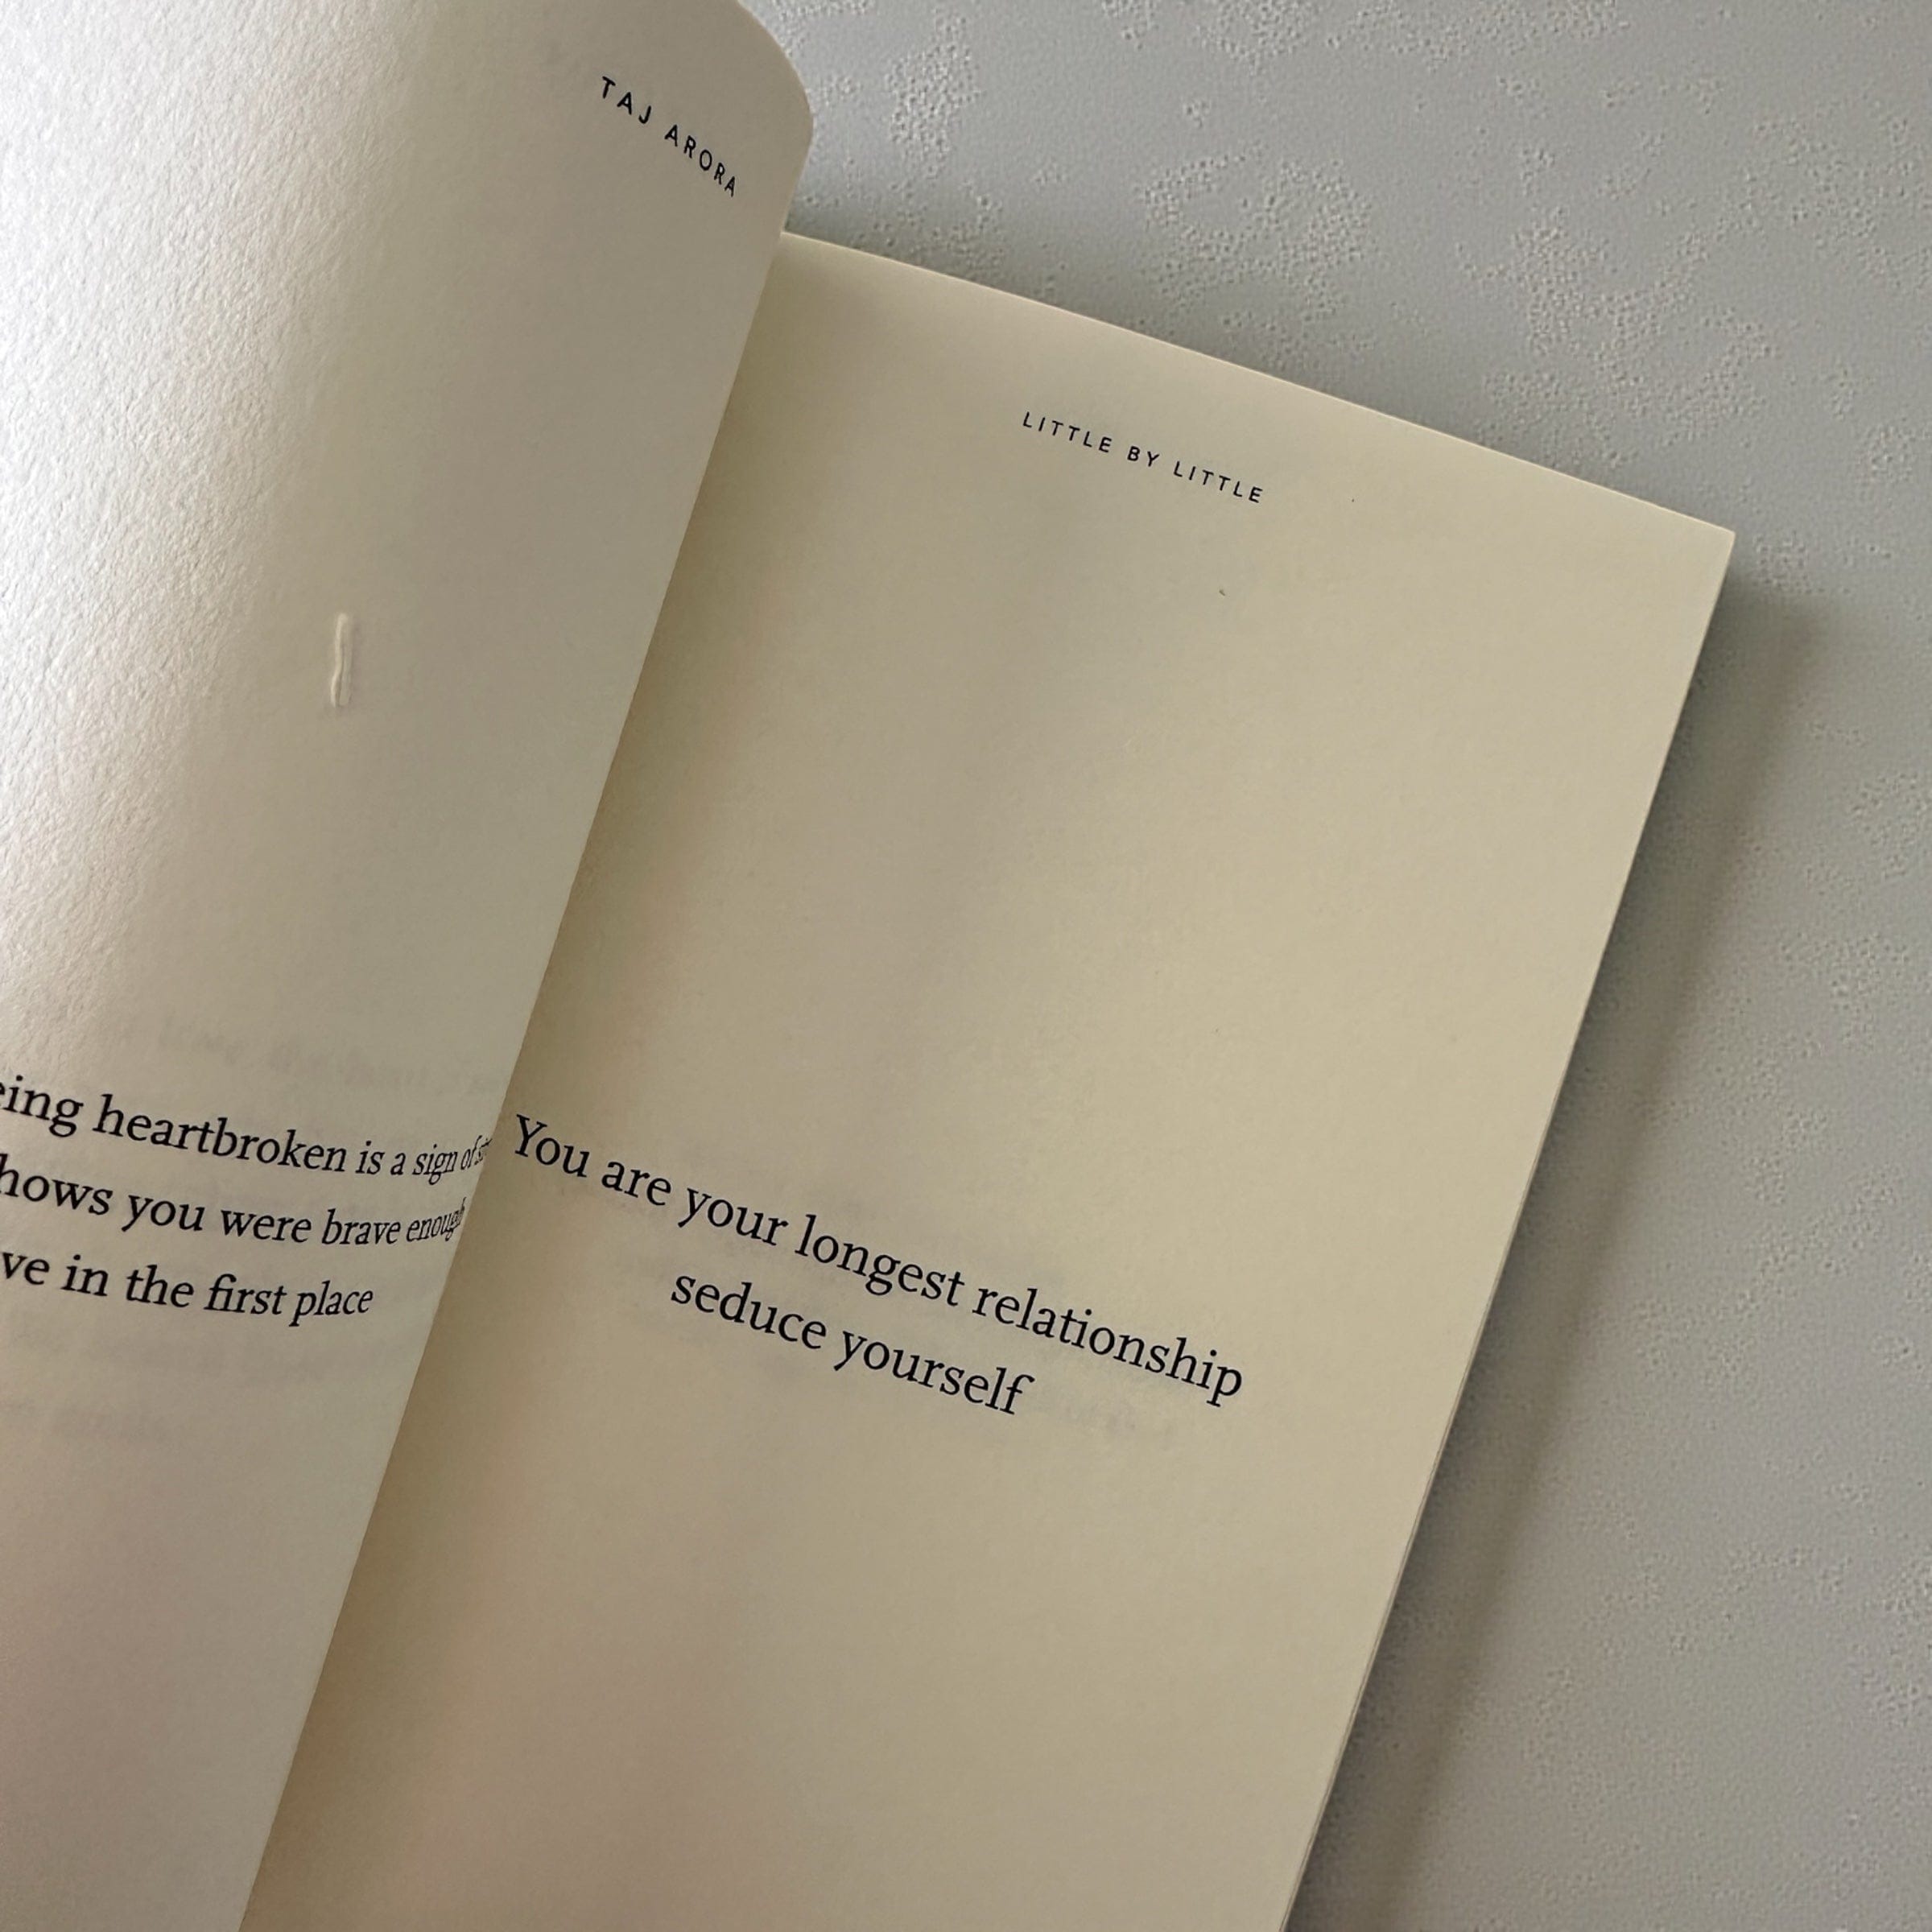 TAJ ARORA
eing heartbroken is a sign of
hows you were brave enough
ve in the first place
LITTLE BY LITTLE
You are your longest relationship
seduce yourself